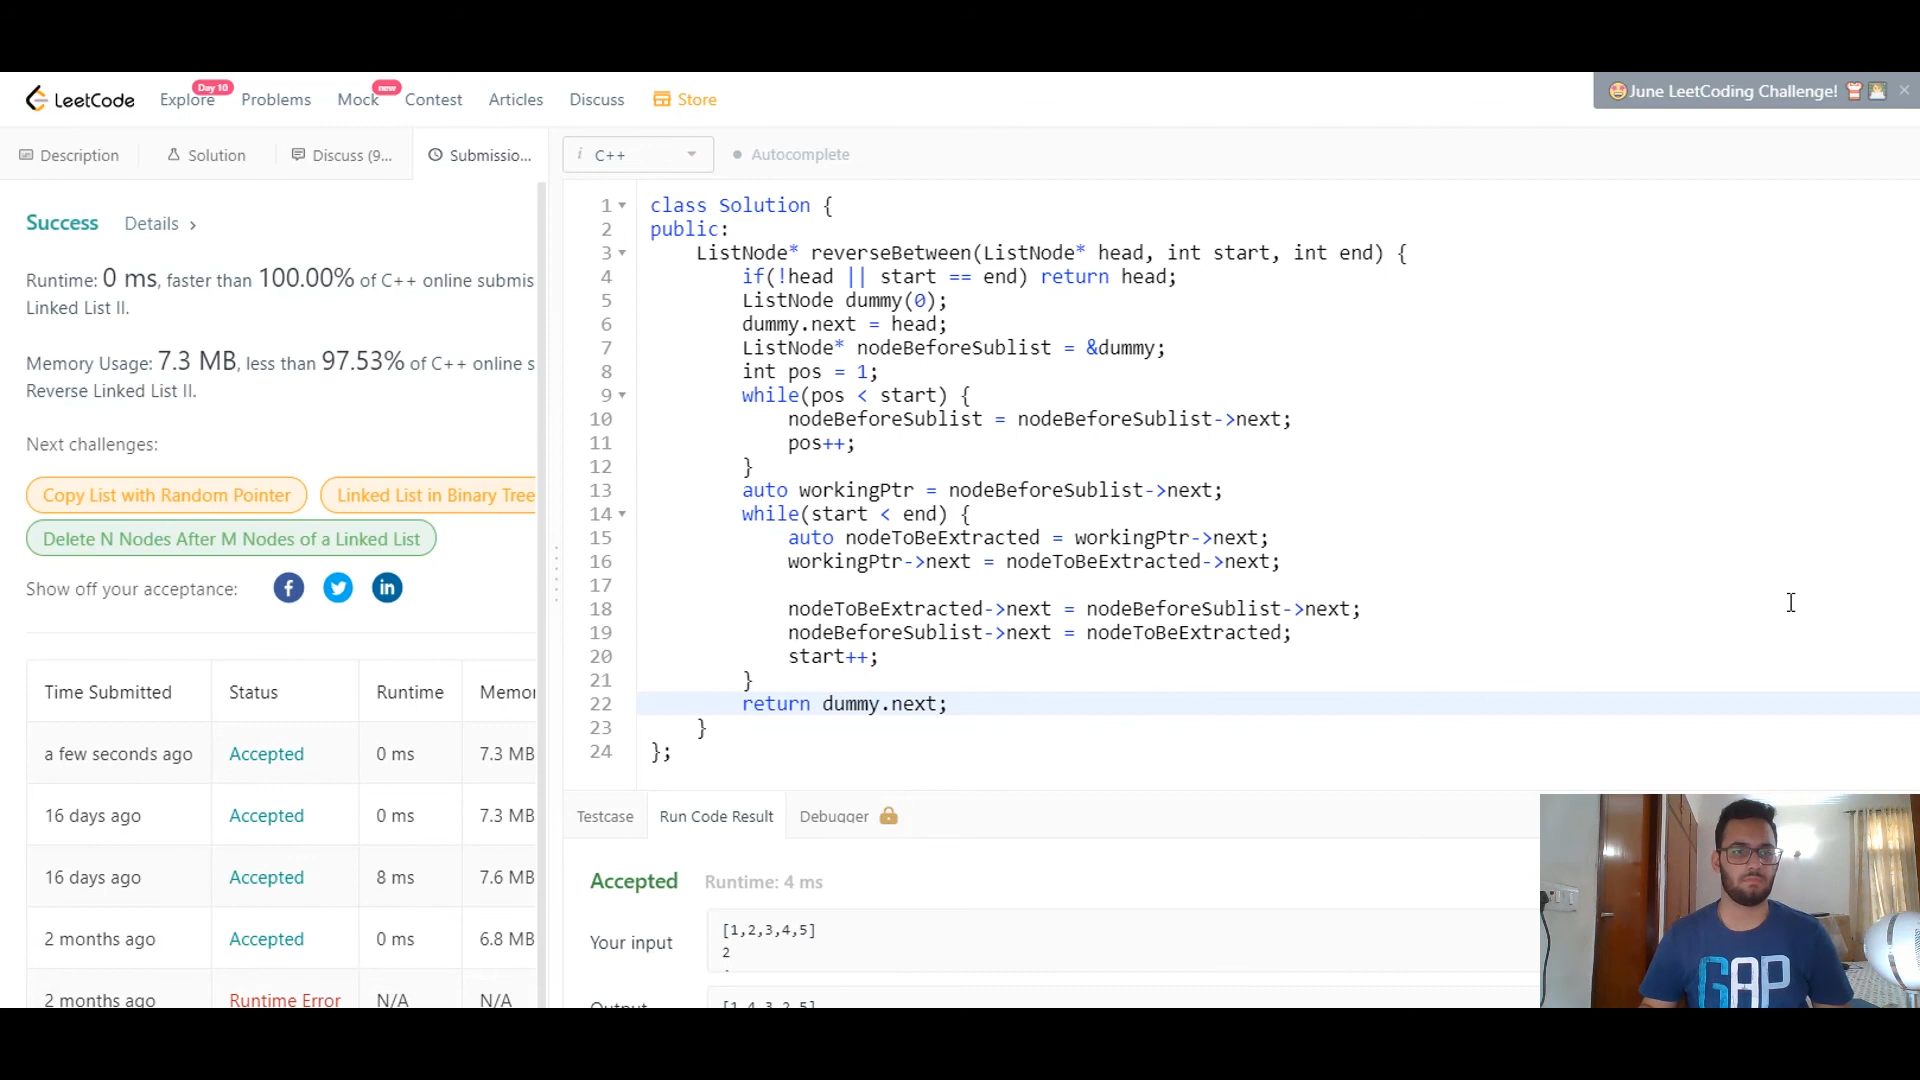 LeetCode
Explore
Day 10
Problems
Mock
new
Contest
Articles
Discuss
Store
June LeetCoding Challenge!
Description
Solution
Discuss (9...
Submissio...
i C++
Autocomplete
Success
Details
Runtime: 0 ms, faster than 100.00% of C++ online submis
Linked List II.
Memory Usage: 7.3 MB, less than 97.53% of C++ online s
Reverse Linked List II.
Next challenges:
Copy List with Random Pointer
Linked List in Binary Tree
Delete N Nodes After M Nodes of a Linked List
Show off your acceptance:
Time Submitted Status Runtime Memor
a few seconds ago Accepted 0 ms 7.3 MB
16 days ago Accepted 0 ms 7.3 MB
16 days ago Accepted 8 ms 7.6 MB
2 months ago Accepted 0 ms 6.8 MB
2 months ago Runtime Error N/A N/A
1 class Solution {
2 public:
3 ListNode* reverseBetween(ListNode* head, int start, int end) {
4 if(!head || start == end) return head;
5 ListNode dummy(0);
6 dummy.next = head;
7 ListNode* nodeBeforeSublist = &dummy;
8 int pos = 1;
9 while(pos < start) {
10 nodeBeforeSublist = nodeBeforeSublist->next;
11 pos++;
12 }
13 auto workingPtr = nodeBeforeSublist->next;
14 while(start < end) {
15 auto nodeToBeExtracted = workingPtr->next;
16 workingPtr->next = nodeToBeExtracted->next;
17
18 nodeToBeExtracted->next = nodeBeforeSublist->next;
19 nodeBeforeSublist->next = nodeToBeExtracted;
20 start++;
21 }
22 return dummy.next;
23 }
24 };
Testcase
Run Code Result
Debugger
Accepted
Runtime: 4 ms
Your input
[1,2,3,4,5]
2
Output
[1,4,3,2,5]
GAP